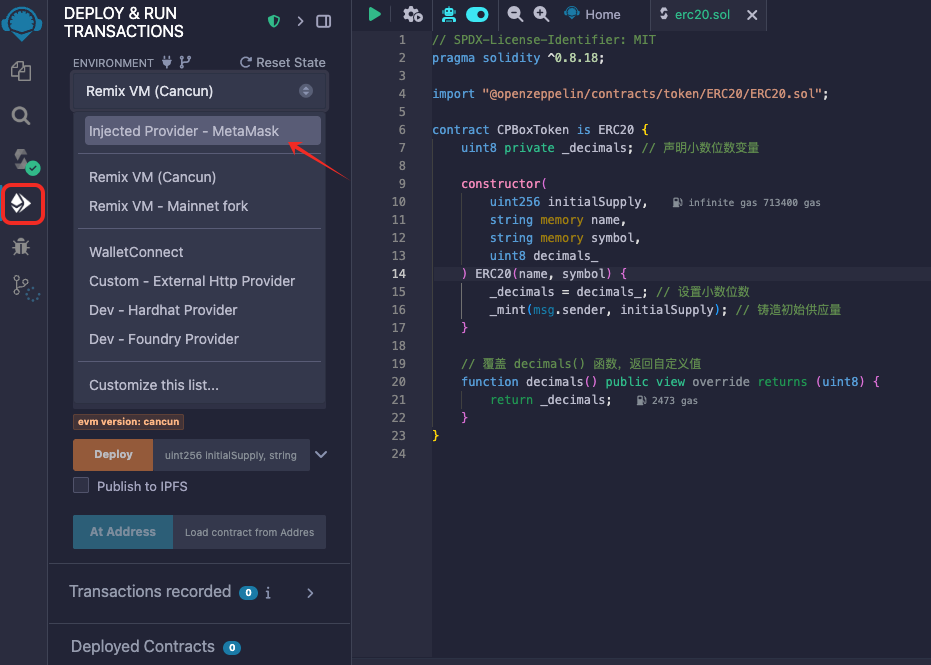 DEPLOY & RUN
TRANSACTIONS
ENVIRONMENT
Reset State
Remix VM (Cancun)
Injected Provider - MetaMask
Remix VM (Cancun)
Remix VM - Mainnet fork
WalletConnect
Custom - External Http Provider
Dev - Hardhat Provider
Dev - Foundry Provider
Customize this list...
evm version: cancun
Deploy
uint256 initialSupply, string
Publish to IPFS
At Address
Load contract from Addres
Transactions recorded 0 i
Deployed Contracts 0
Home
erc20.sol
1 // SPDX-License-Identifier: MIT
2 pragma solidity ^0.8.18;
3
4 import "@openzeppelin/contracts/token/ERC20/ERC20.sol";
5
6 contract CPBoxToken is ERC20 {
7 uint8 private _decimals; // 声明小数位数变量
8
9 constructor(
10 uint256 initialSupply, infinite gas 713400 gas
11 string memory name,
12 string memory symbol,
13 uint8 decimals_
14 ) ERC20(name, symbol) {
15 _decimals = decimals_; // 设置小数位数
16 _mint(msg.sender, initialSupply); // 铸造初始供应量
17 }
18
19 // 覆盖 decimals() 函数，返回自定义值
20 function decimals() public view override returns (uint8) {
21 return _decimals; 2473 gas
22 }
23 }
24